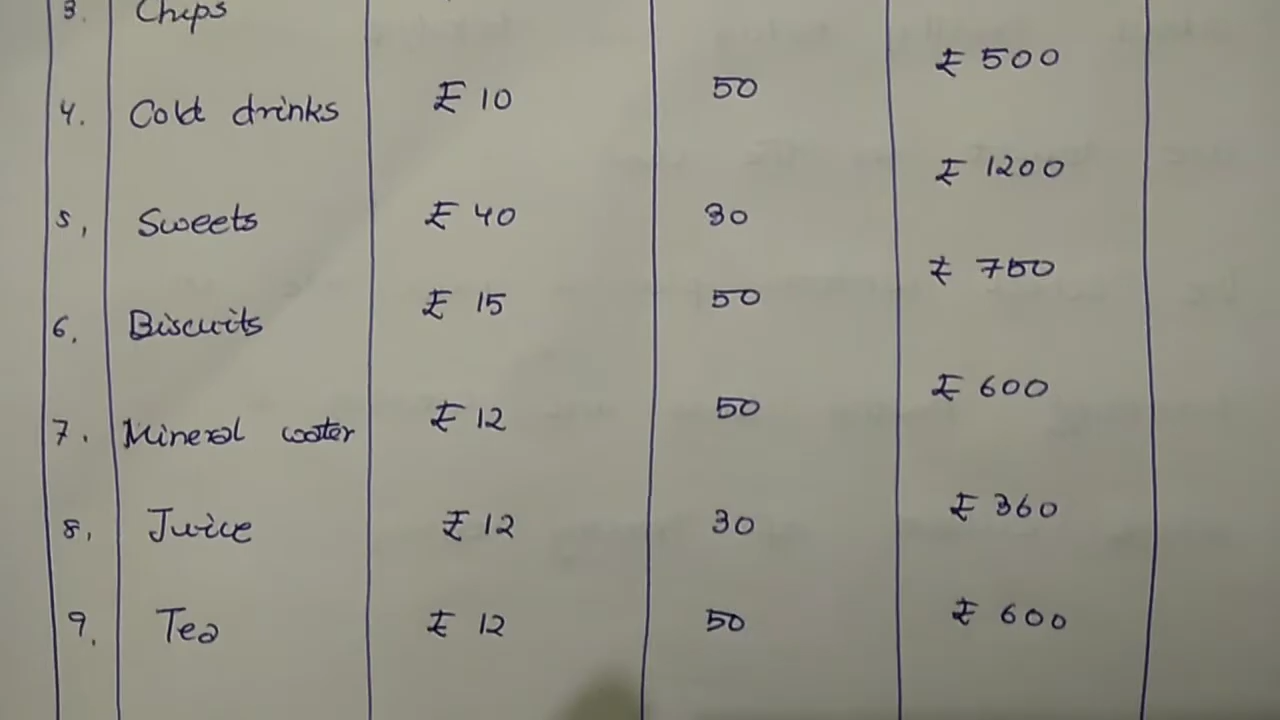 3. Chips
4. Cold drinks ₹ 10 50 ₹ 500
5, Sweets ₹ 40 30 ₹ 1200
6. Biscuits ₹ 15 50 ₹ 750
7. Mineral water ₹ 12 50 ₹ 600
8, Juice ₹ 12 30 ₹ 360
9. Tea ₹ 12 50 ₹ 600